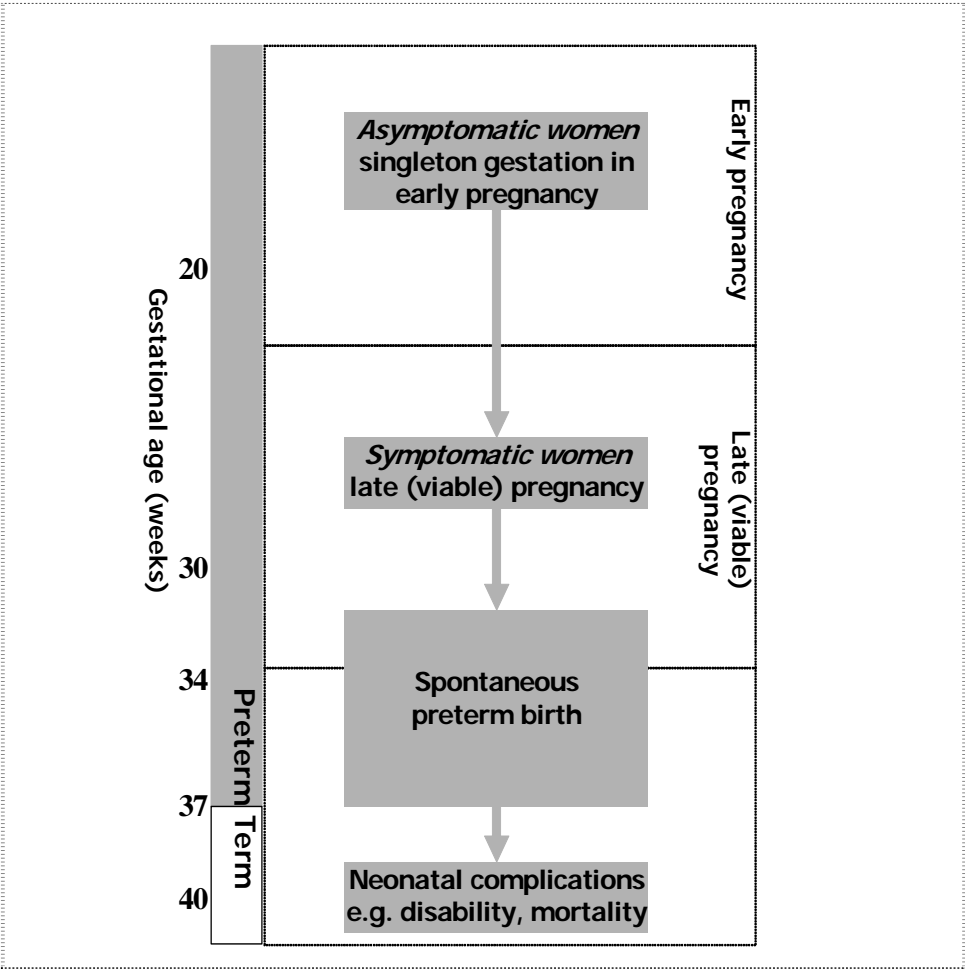 Gestational age (weeks)
20
30
34
37
40
Preterm
Term
Asymptomatic women
singleton gestation in
early pregnancy
Early pregnancy
Symptomatic women
late (viable) pregnancy
Late (viable)
pregnancy
Spontaneous
preterm birth
Neonatal complications
e.g. disability, mortality